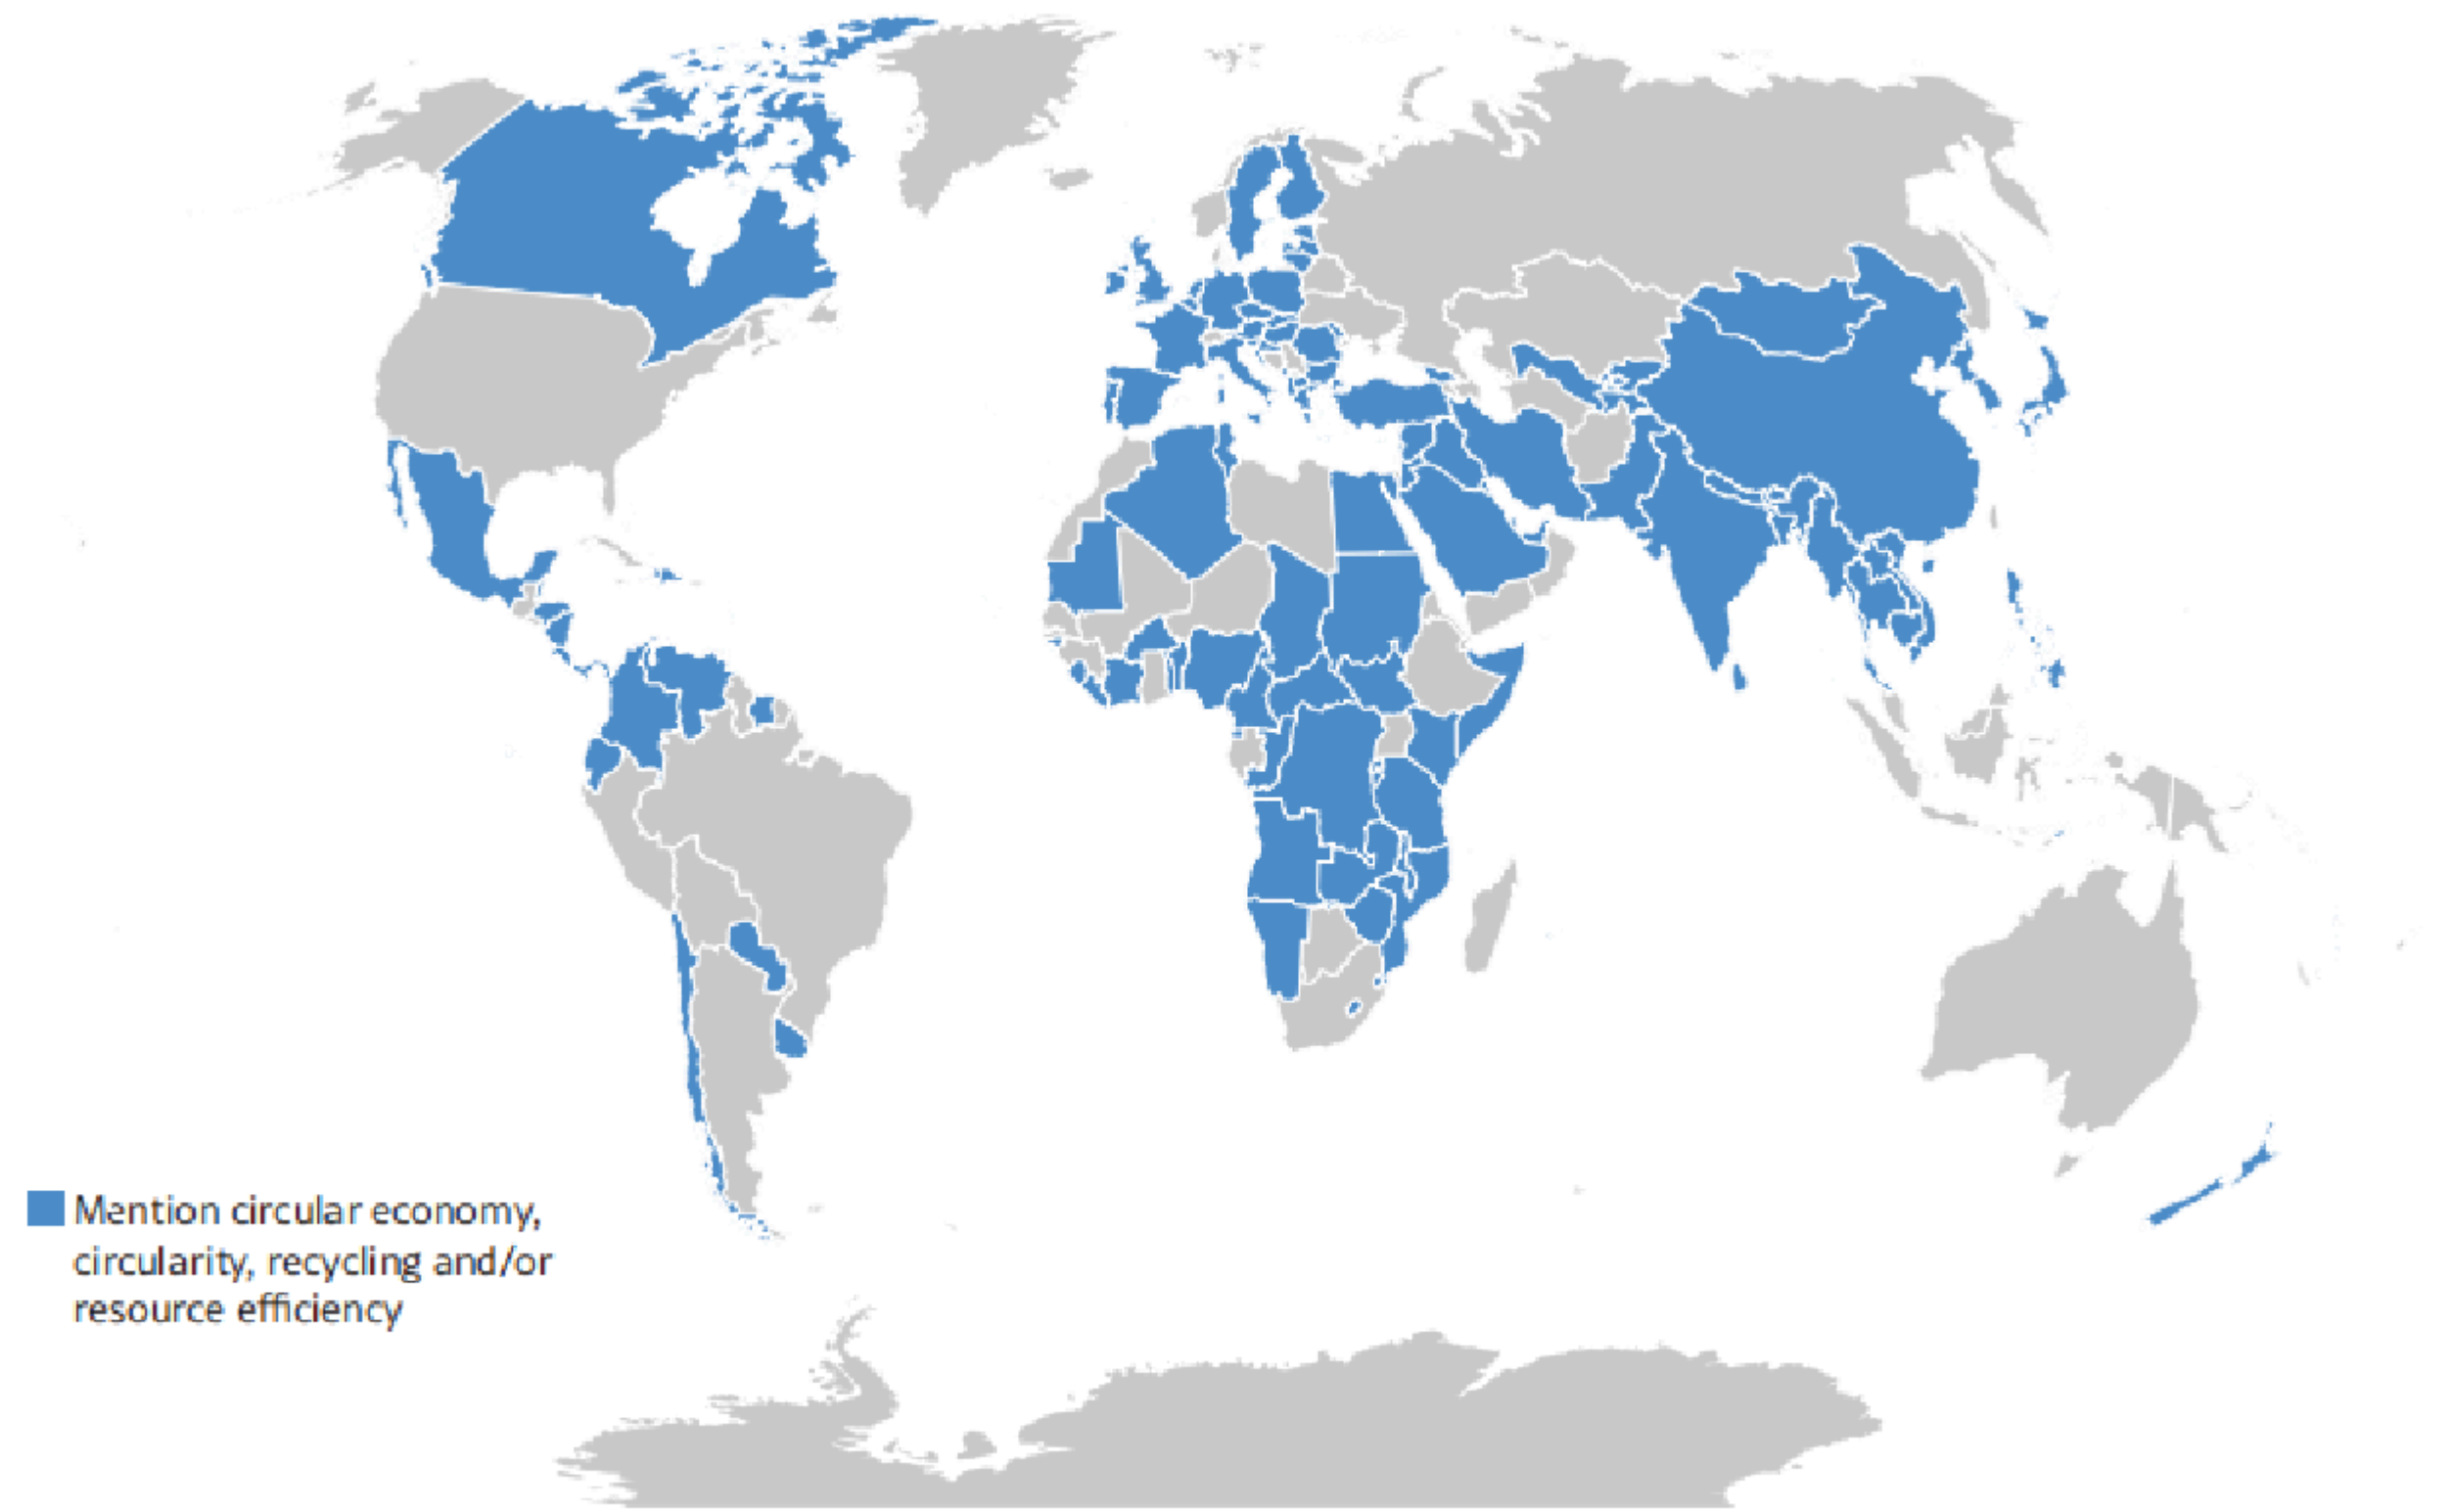 Mention circular economy,
circularity, recycling and/or
resource efficiency